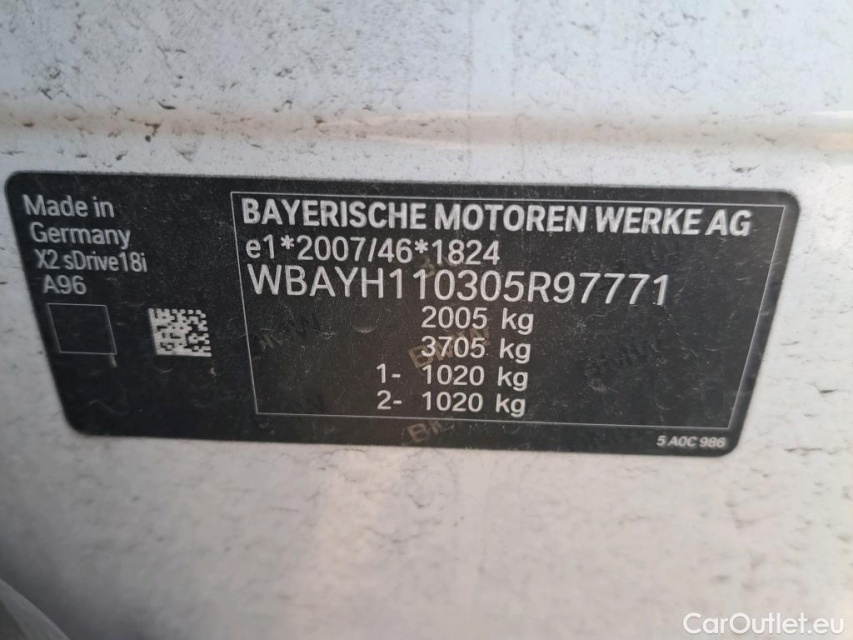 Made in
Germany
X2 sDrive18i
A96
BAYERISCHE MOTOREN WERKE AG
e1*2007/46*1824
WBAYH110305R97771
2005 kg
3705 kg
1- 1020 kg
2- 1020 kg
5 A0C 986
CarOutlet.eu